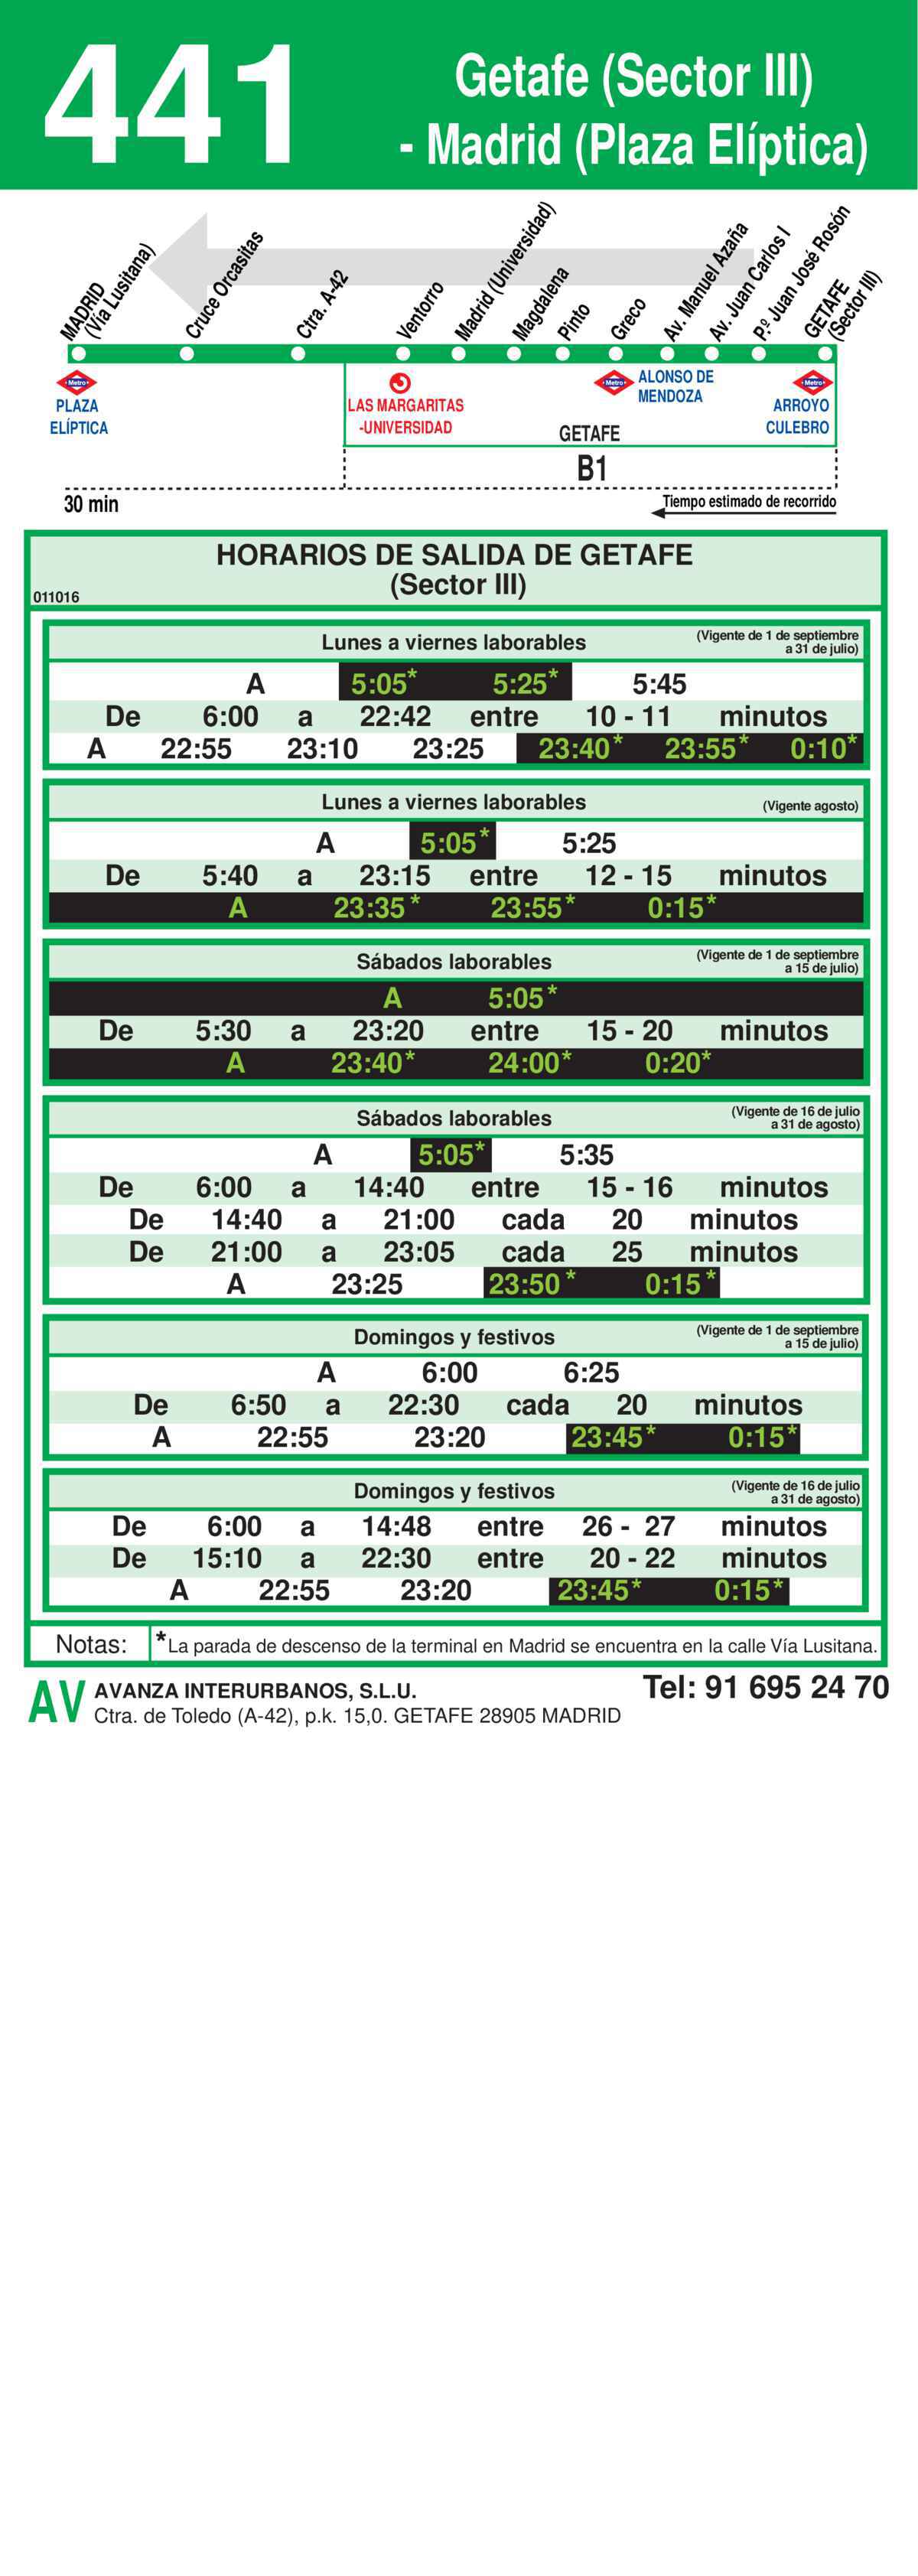 441
Getafe (Sector III)
- Madrid (Plaza Elíptica)
MADRID
(Vía Lusitana)
Cruce Orcasitas
Ctra. A-42
Ventorro
Madrid (Universidad)
Magdalena
Pinto
Greco
Av. Manuel Azaña
Av. Juan Carlos I
Pº Juan José Rosón
GETAFE
(Sector III)
Metro
PLAZA
ELÍPTICA
LAS MARGARITAS
-UNIVERSIDAD
Metro
ALONSO DE
MENDOZA
Metro
ARROYO
CULEBRO
GETAFE
B1
30 min
Tiempo estimado de recorrido
HORARIOS DE SALIDA DE GETAFE
(Sector III)
011016
Lunes a viernes laborables
(Vigente de 1 de septiembre
a 31 de julio)
A 5:05* 5:25* 5:45
De 6:00 a 22:42 entre 10 - 11 minutos
A 22:55 23:10 23:25 23:40* 23:55* 0:10*
Lunes a viernes laborables
(Vigente agosto)
A 5:05* 5:25
De 5:40 a 23:15 entre 12 - 15 minutos
A 23:35* 23:55* 0:15*
Sábados laborables
(Vigente de 1 de septiembre
a 15 de julio)
A 5:05*
De 5:30 a 23:20 entre 15 - 20 minutos
A 23:40* 24:00* 0:20*
Sábados laborables
(Vigente de 16 de julio
a 31 de agosto)
A 5:05* 5:35
De 6:00 a 14:40 entre 15 - 16 minutos
De 14:40 a 21:00 cada 20 minutos
De 21:00 a 23:05 cada 25 minutos
A 23:25 23:50* 0:15*
Domingos y festivos
(Vigente de 1 de septiembre
a 15 de julio)
A 6:00 6:25
De 6:50 a 22:30 cada 20 minutos
A 22:55 23:20 23:45* 0:15*
Domingos y festivos
(Vigente de 16 de julio
a 31 de agosto)
De 6:00 a 14:48 entre 26 - 27 minutos
De 15:10 a 22:30 entre 20 - 22 minutos
A 22:55 23:20 23:45* 0:15*
Notas: *La parada de descenso de la terminal en Madrid se encuentra en la calle Vía Lusitana.
AV AVANZA INTERURBANOS, S.L.U.
Ctra. de Toledo (A-42), p.k. 15,0. GETAFE 28905 MADRID
Tel: 91 695 24 70